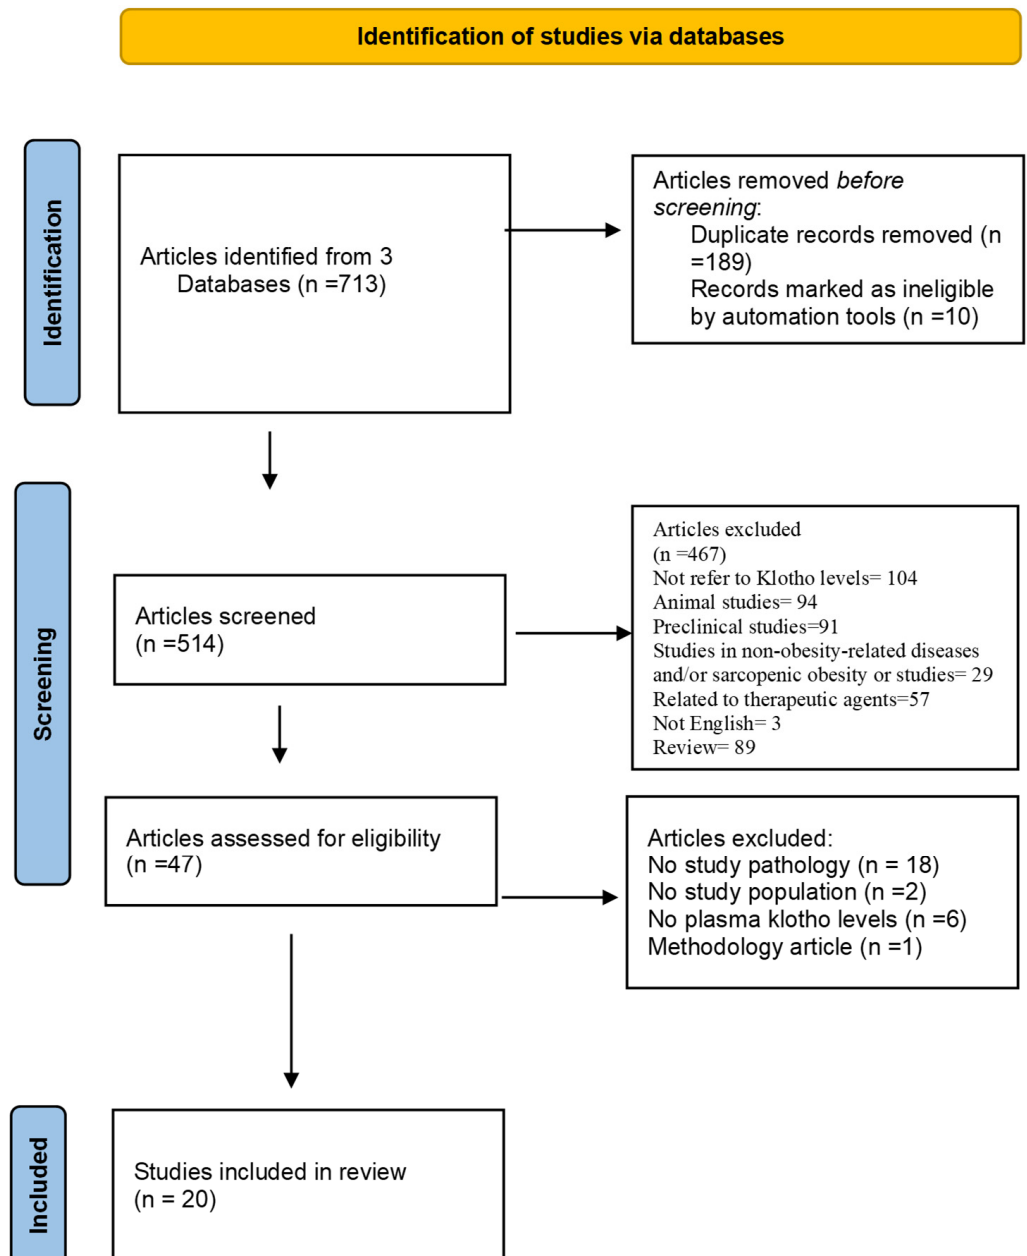 Identification of studies via databases
Identification
Articles identified from 3
Databases (n =713)
Articles removed before
screening:
Duplicate records removed (n
=189)
Records marked as ineligible
by automation tools (n =10)
Screening
Articles screened
(n =514)
Articles excluded
(n =467)
Not refer to Klotho levels= 104
Animal studies= 94
Preclinical studies=91
Studies in non-obesity-related diseases
and/or sarcopenic obesity or studies= 29
Related to therapeutic agents=57
Not English= 3
Review= 89
Articles assessed for eligibility
(n =47)
Articles excluded:
No study pathology (n = 18)
No study population (n =2)
No plasma klotho levels (n =6)
Methodology article (n =1)
Included
Studies included in review
(n = 20)